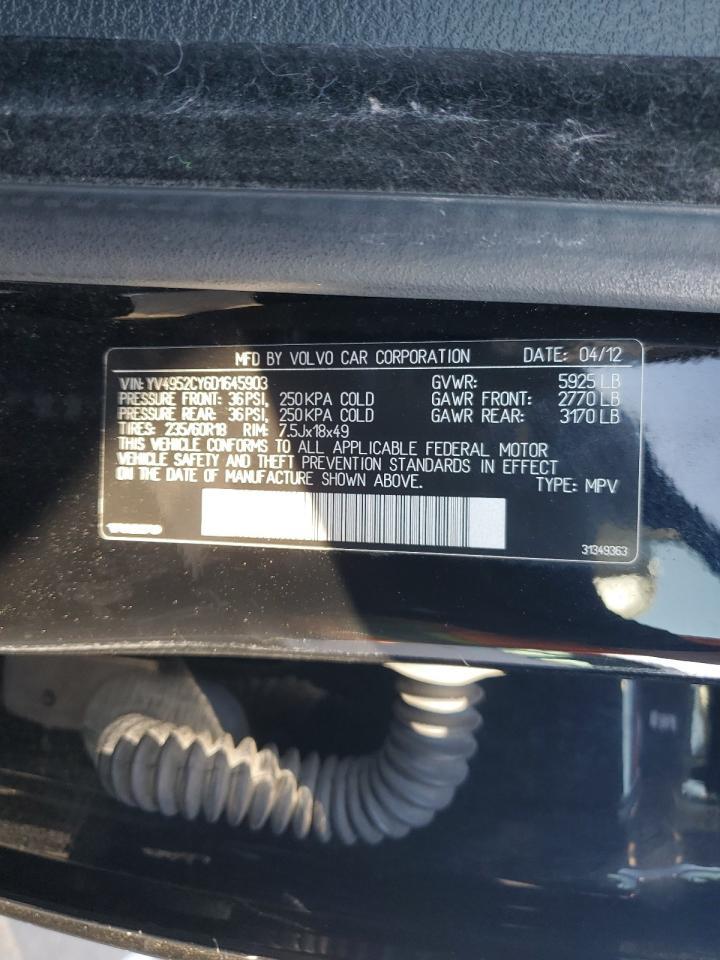 MFD BY VOLVO CAR CORPORATION DATE: 04/12
VIN: YV4952CY6D1645903 GVWR: 5925 LB
PRESSURE FRONT: 36 PSI, 250 KPA COLD GAWR FRONT: 2770 LB
PRESSURE REAR: 36 PSI, 250 KPA COLD GAWR REAR: 3170 LB
TIRES: 235/60R18 RIM: 7.5Jx18x49
THIS VEHICLE CONFORMS TO ALL APPLICABLE FEDERAL MOTOR
VEHICLE SAFETY AND THEFT PREVENTION STANDARDS IN EFFECT
ON THE DATE OF MANUFACTURE SHOWN ABOVE. TYPE: MPV
31349363